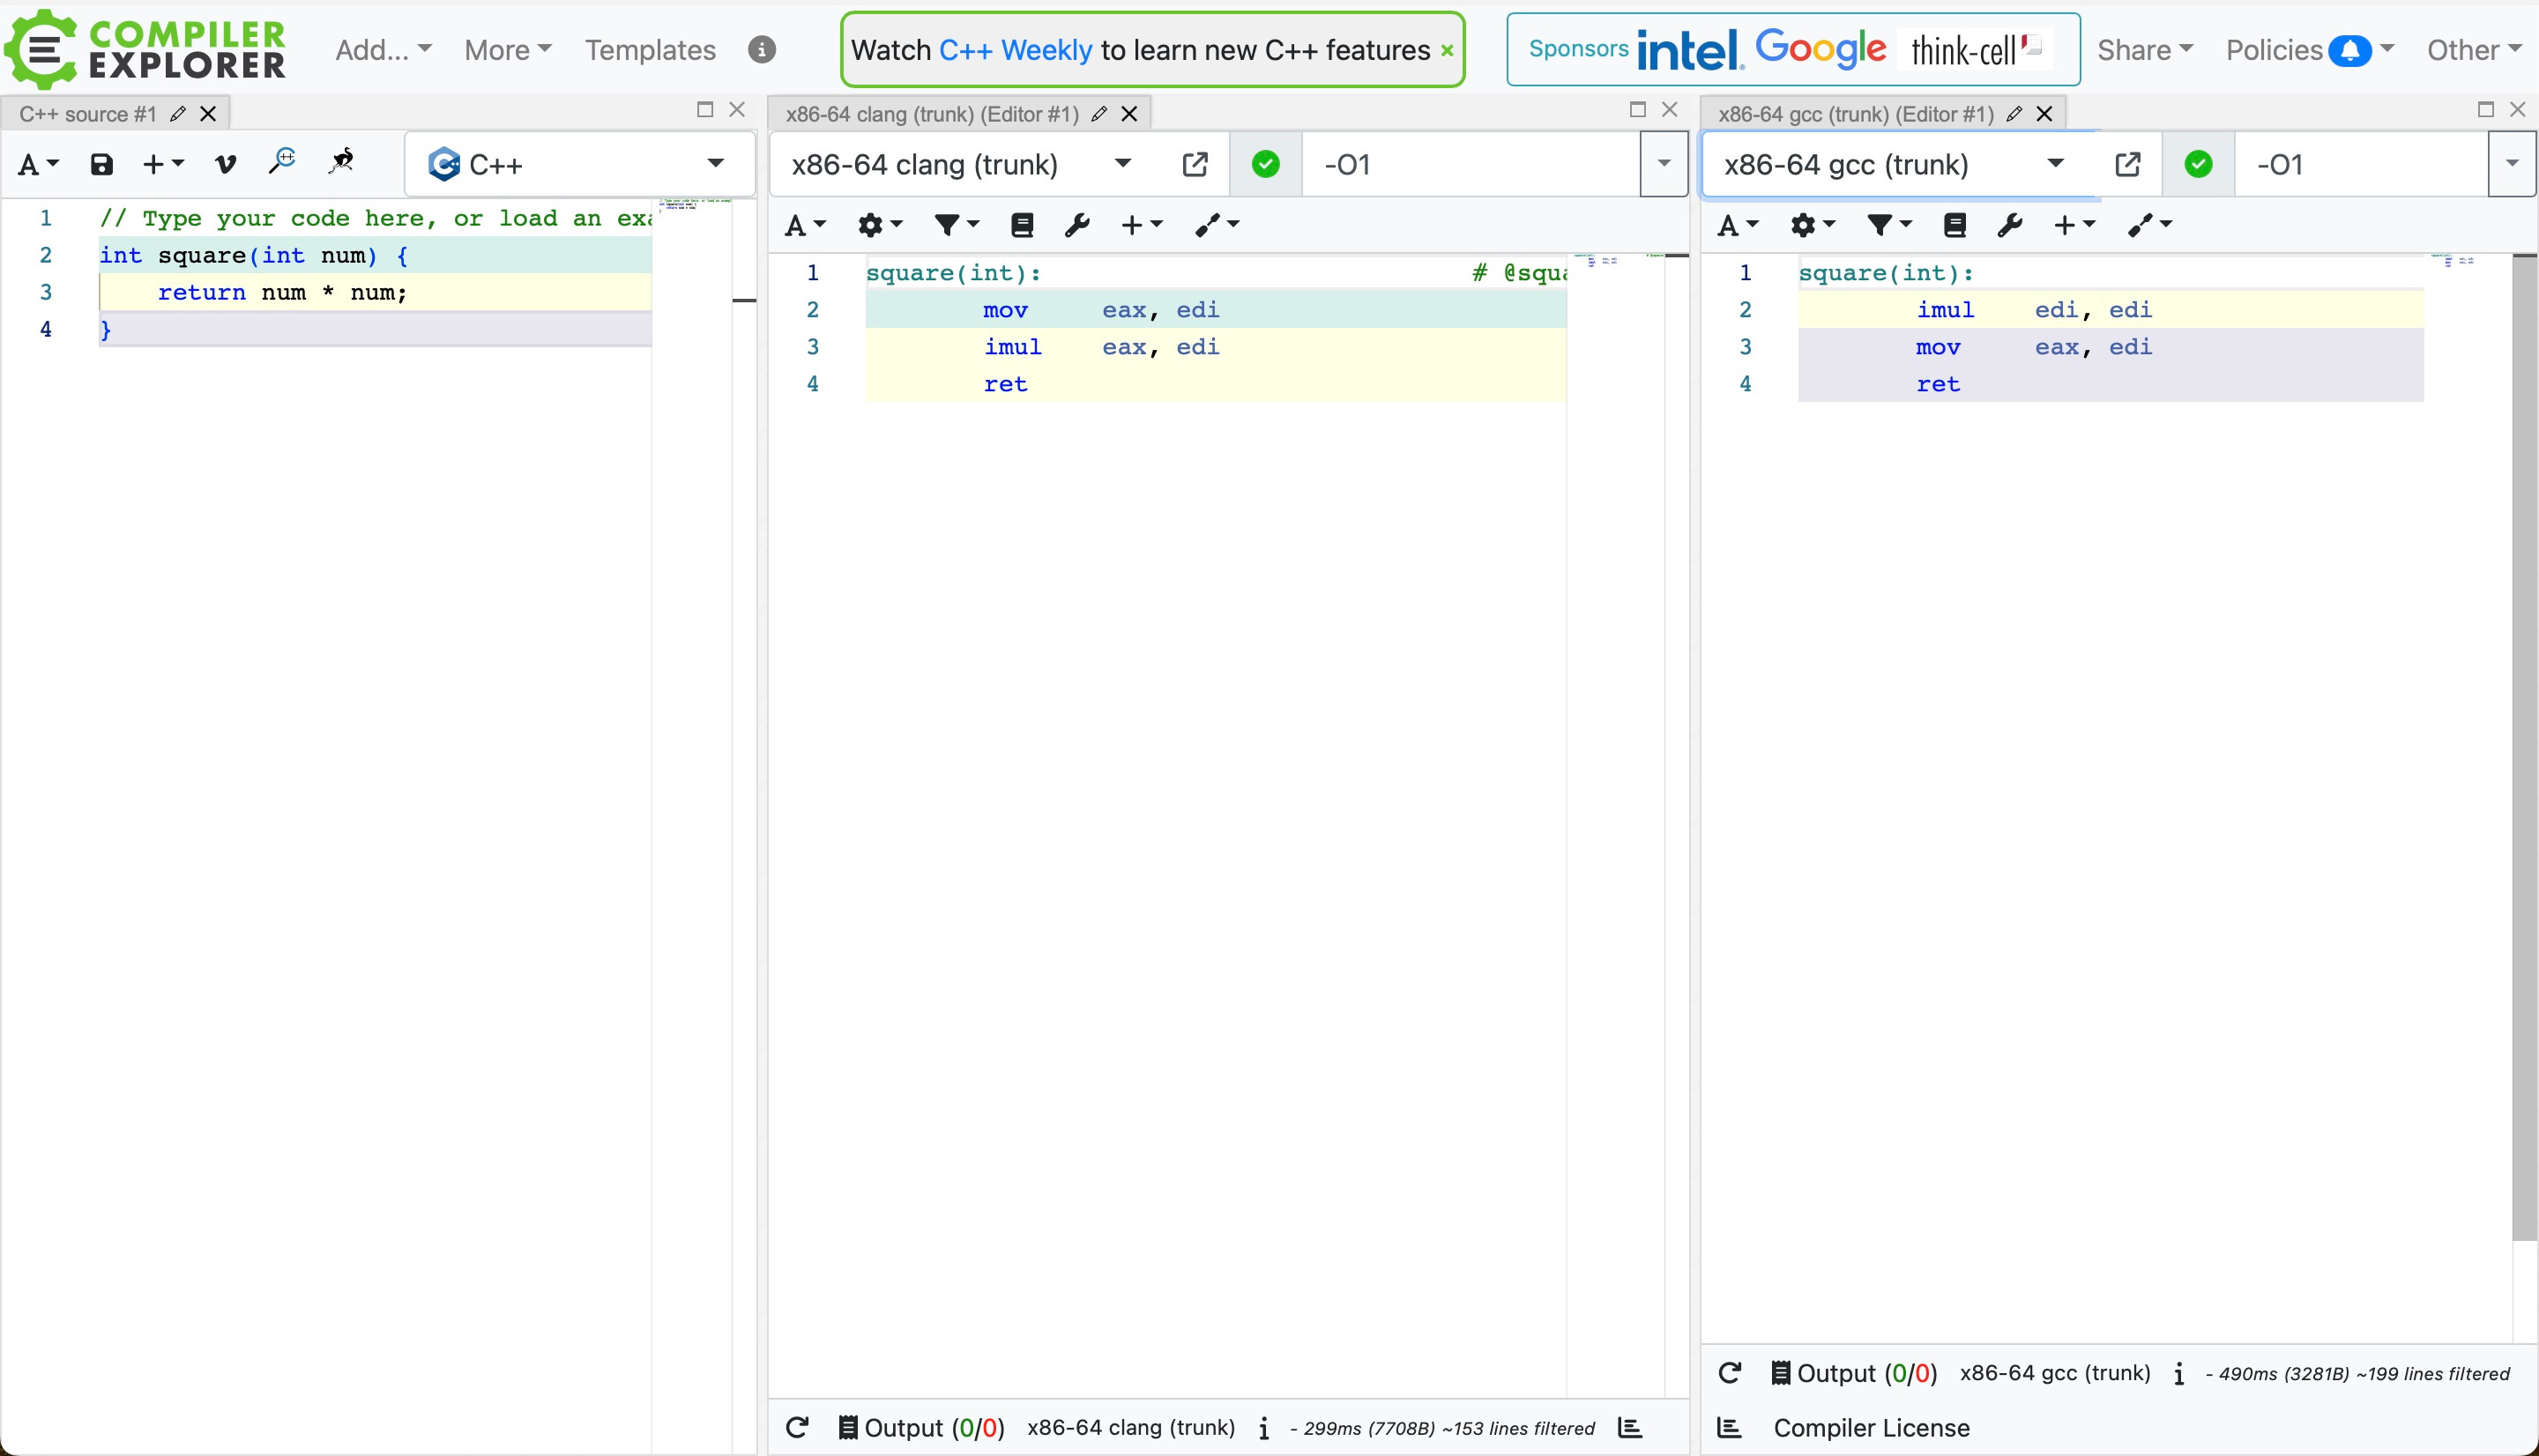 COMPILER EXPLORER
Add... More Templates
Watch C++ Weekly to learn new C++ features ×
Sponsors intel. Google think-cell
Share Policies Other
C++ source #1
C++
1 // Type your code here, or load an exa
2 int square(int num) {
3 return num * num;
4 }
x86-64 clang (trunk) (Editor #1)
x86-64 clang (trunk) -O1
1 square(int): # @squa
2 mov eax, edi
3 imul eax, edi
4 ret
Output (0/0) x86-64 clang (trunk) - 299ms (7708B) ~153 lines filtered
x86-64 gcc (trunk) (Editor #1)
x86-64 gcc (trunk) -O1
1 square(int):
2 imul edi, edi
3 mov eax, edi
4 ret
Output (0/0) x86-64 gcc (trunk) - 490ms (3281B) ~199 lines filtered
Compiler License